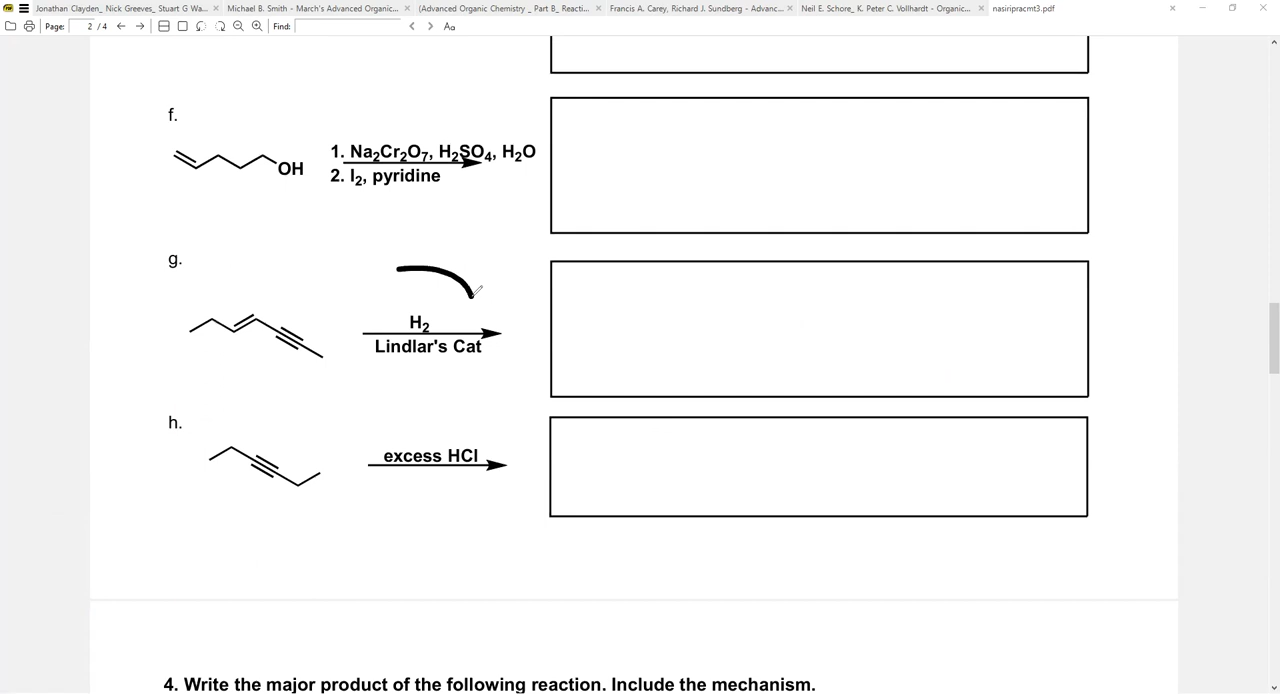 Jonathan Clayden_ Nick Greeves_ Stuart G Wa...
Michael B. Smith - March's Advanced Organic...
(Advanced Organic Chemistry _ Part B_ Reacti...
Francis A. Carey, Richard J. Sundberg - Advanc...
Neil E. Schore_ K. Peter C. Vollhardt - Organic...
nasiripracmt3.pdf
Page: 2 / 4
Find:
Aa
f.
OH
1. Na₂Cr₂O₇, H₂SO₄, H₂O
2. I₂, pyridine
g.
H₂
Lindlar's Cat
h.
excess HCl
4. Write the major product of the following reaction. Include the mechanism.